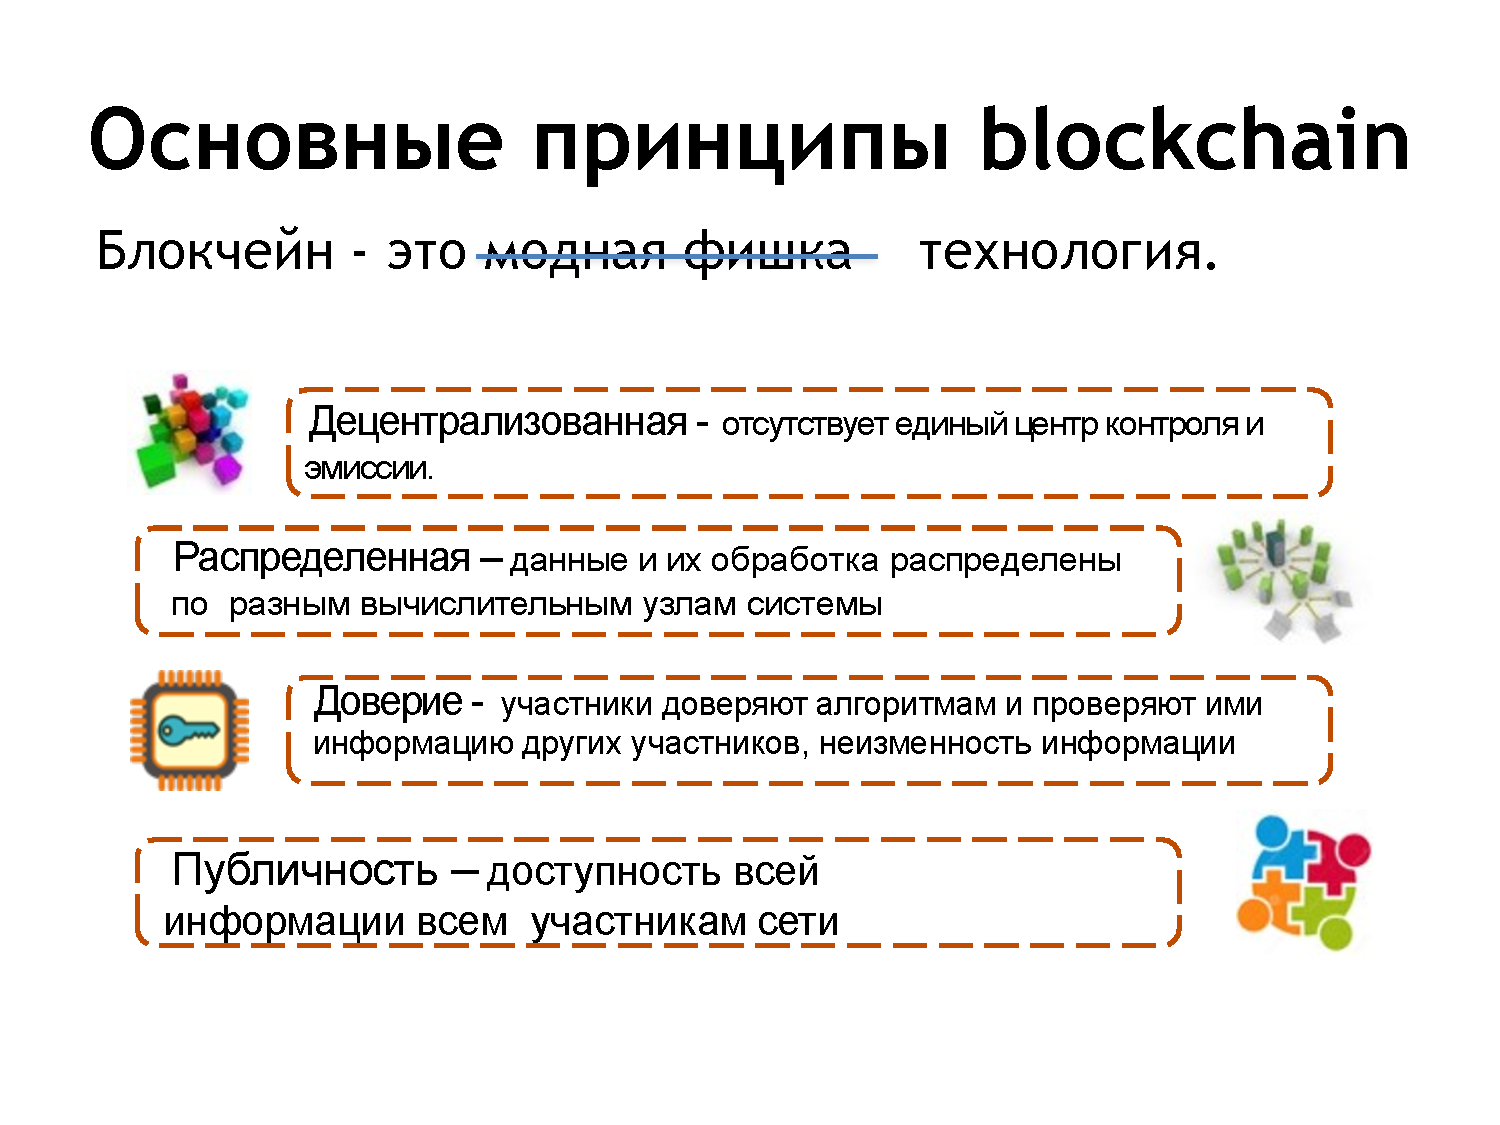 Основные принципы blockchain
Блокчейн - это модная фишка технология.
Децентрализованная - отсутствует единый центр контроля и
эмиссии.
Распределенная – данные и их обработка распределены
по разным вычислительным узлам системы
Доверие - участники доверяют алгоритмам и проверяют ими
информацию других участников, неизменность информации
Публичность – доступность всей
информации всем участникам сети